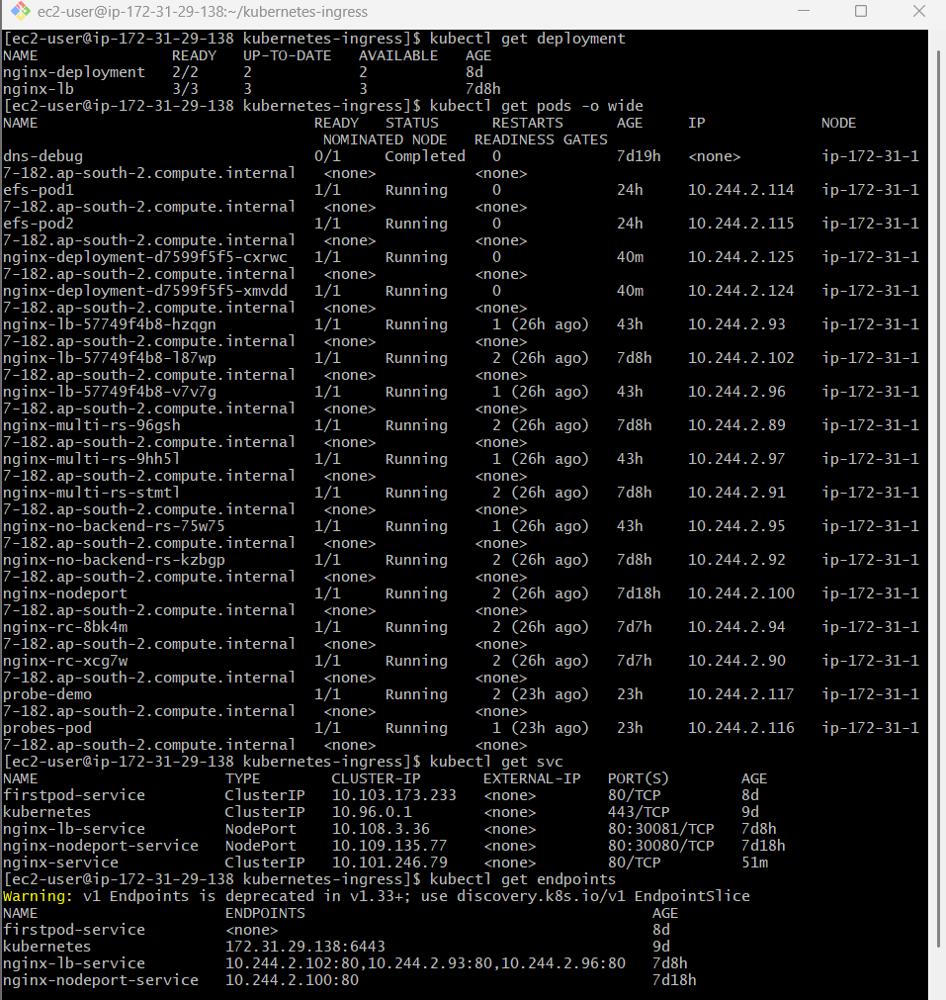 ec2-user@ip-172-31-29-138:~/kubernetes-ingress
[ec2-user@ip-172-31-29-138 kubernetes-ingress]$ kubectl get deployment
NAME               READY   UP-TO-DATE   AVAILABLE   AGE
nginx-deployment   2/2     2            2           8d
nginx-lb           3/3     3            3           7d8h
[ec2-user@ip-172-31-29-138 kubernetes-ingress]$ kubectl get pods -o wide
NAME                               READY   STATUS      RESTARTS      AGE     IP             NODE
NOMINATED NODE   READINESS GATES
dns-debug                          0/1     Completed   0             7d19h   <none>         ip-172-31-1
7-182.ap-south-2.compute.internal   <none>           <none>
efs-pod1                           1/1     Running     0             24h     10.244.2.114   ip-172-31-1
7-182.ap-south-2.compute.internal   <none>           <none>
efs-pod2                           1/1     Running     0             24h     10.244.2.115   ip-172-31-1
7-182.ap-south-2.compute.internal   <none>           <none>
nginx-deployment-d7599f5f5-cxrwc   1/1     Running     0             40m     10.244.2.125   ip-172-31-1
7-182.ap-south-2.compute.internal   <none>           <none>
nginx-deployment-d7599f5f5-xmvdd   1/1     Running     0             40m     10.244.2.124   ip-172-31-1
7-182.ap-south-2.compute.internal   <none>           <none>
nginx-lb-57749f4b8-hzqgn           1/1     Running     1 (26h ago)   43h     10.244.2.93    ip-172-31-1
7-182.ap-south-2.compute.internal   <none>           <none>
nginx-lb-57749f4b8-l87wp           1/1     Running     2 (26h ago)   7d8h    10.244.2.102   ip-172-31-1
7-182.ap-south-2.compute.internal   <none>           <none>
nginx-lb-57749f4b8-v7v7g           1/1     Running     1 (26h ago)   43h     10.244.2.96    ip-172-31-1
7-182.ap-south-2.compute.internal   <none>           <none>
nginx-multi-rs-96gsh               1/1     Running     2 (26h ago)   7d8h    10.244.2.89    ip-172-31-1
7-182.ap-south-2.compute.internal   <none>           <none>
nginx-multi-rs-9hh5l               1/1     Running     1 (26h ago)   43h     10.244.2.97    ip-172-31-1
7-182.ap-south-2.compute.internal   <none>           <none>
nginx-multi-rs-stmtl               1/1     Running     2 (26h ago)   7d8h    10.244.2.91    ip-172-31-1
7-182.ap-south-2.compute.internal   <none>           <none>
nginx-no-backend-rs-75w75          1/1     Running     1 (26h ago)   43h     10.244.2.95    ip-172-31-1
7-182.ap-south-2.compute.internal   <none>           <none>
nginx-no-backend-rs-kzbgp          1/1     Running     2 (26h ago)   7d8h    10.244.2.92    ip-172-31-1
7-182.ap-south-2.compute.internal   <none>           <none>
nginx-nodeport                     1/1     Running     2 (26h ago)   7d18h   10.244.2.100   ip-172-31-1
7-182.ap-south-2.compute.internal   <none>           <none>
nginx-rc-8bk4m                     1/1     Running     2 (26h ago)   7d7h    10.244.2.94    ip-172-31-1
7-182.ap-south-2.compute.internal   <none>           <none>
nginx-rc-xcg7w                     1/1     Running     2 (26h ago)   7d7h    10.244.2.90    ip-172-31-1
7-182.ap-south-2.compute.internal   <none>           <none>
probe-demo                         1/1     Running     2 (23h ago)   23h     10.244.2.117   ip-172-31-1
7-182.ap-south-2.compute.internal   <none>           <none>
probes-pod                         1/1     Running     1 (23h ago)   23h     10.244.2.116   ip-172-31-1
7-182.ap-south-2.compute.internal   <none>           <none>
[ec2-user@ip-172-31-29-138 kubernetes-ingress]$ kubectl get svc
NAME                     TYPE        CLUSTER-IP       EXTERNAL-IP   PORT(S)        AGE
firstpod-service         ClusterIP   10.103.173.233   <none>        80/TCP         8d
kubernetes               ClusterIP   10.96.0.1        <none>        443/TCP        9d
nginx-lb-service         NodePort    10.108.3.36      <none>        80:30081/TCP   7d8h
nginx-nodeport-service   NodePort    10.109.135.77    <none>        80:30080/TCP   7d18h
nginx-service            ClusterIP   10.101.246.79    <none>        80/TCP         51m
[ec2-user@ip-172-31-29-138 kubernetes-ingress]$ kubectl get endpoints
Warning: v1 Endpoints is deprecated in v1.33+; use discovery.k8s.io/v1 EndpointSlice
NAME                     ENDPOINTS                                       AGE
firstpod-service         <none>                                          8d
kubernetes               172.31.29.138:6443                              9d
nginx-lb-service         10.244.2.102:80,10.244.2.93:80,10.244.2.96:80   7d8h
nginx-nodeport-service   10.244.2.100:80                                 7d18h